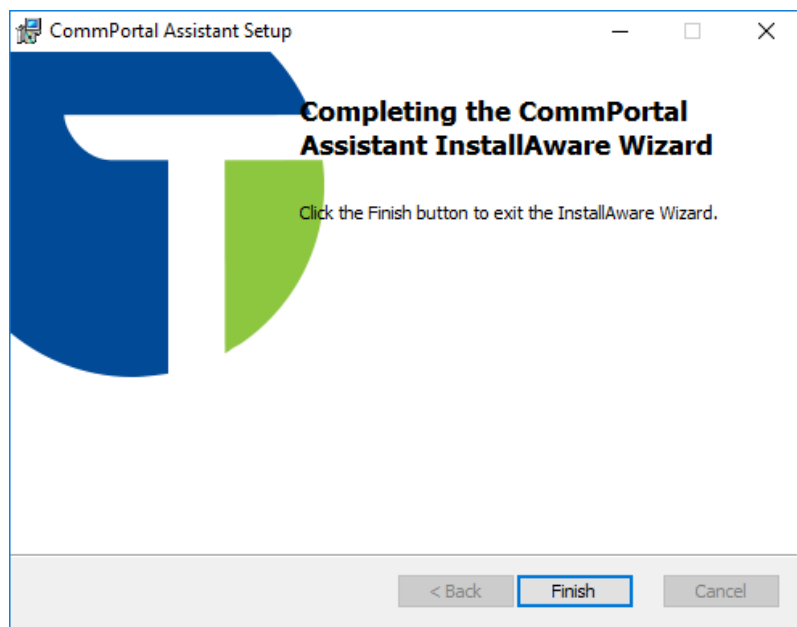 CommPortal Assistant Setup
Completing the CommPortal
Assistant InstallAware Wizard
Click the Finish button to exit the InstallAware Wizard.
< Back Finish Cancel